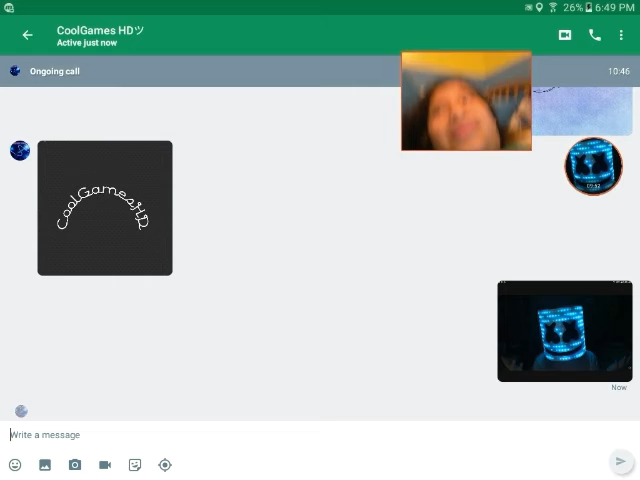 26% 6:49 PM
CoolGames HDツ
Active just now
Ongoing call
10:46
09:52
CoolGamesHD
Now
Write a message